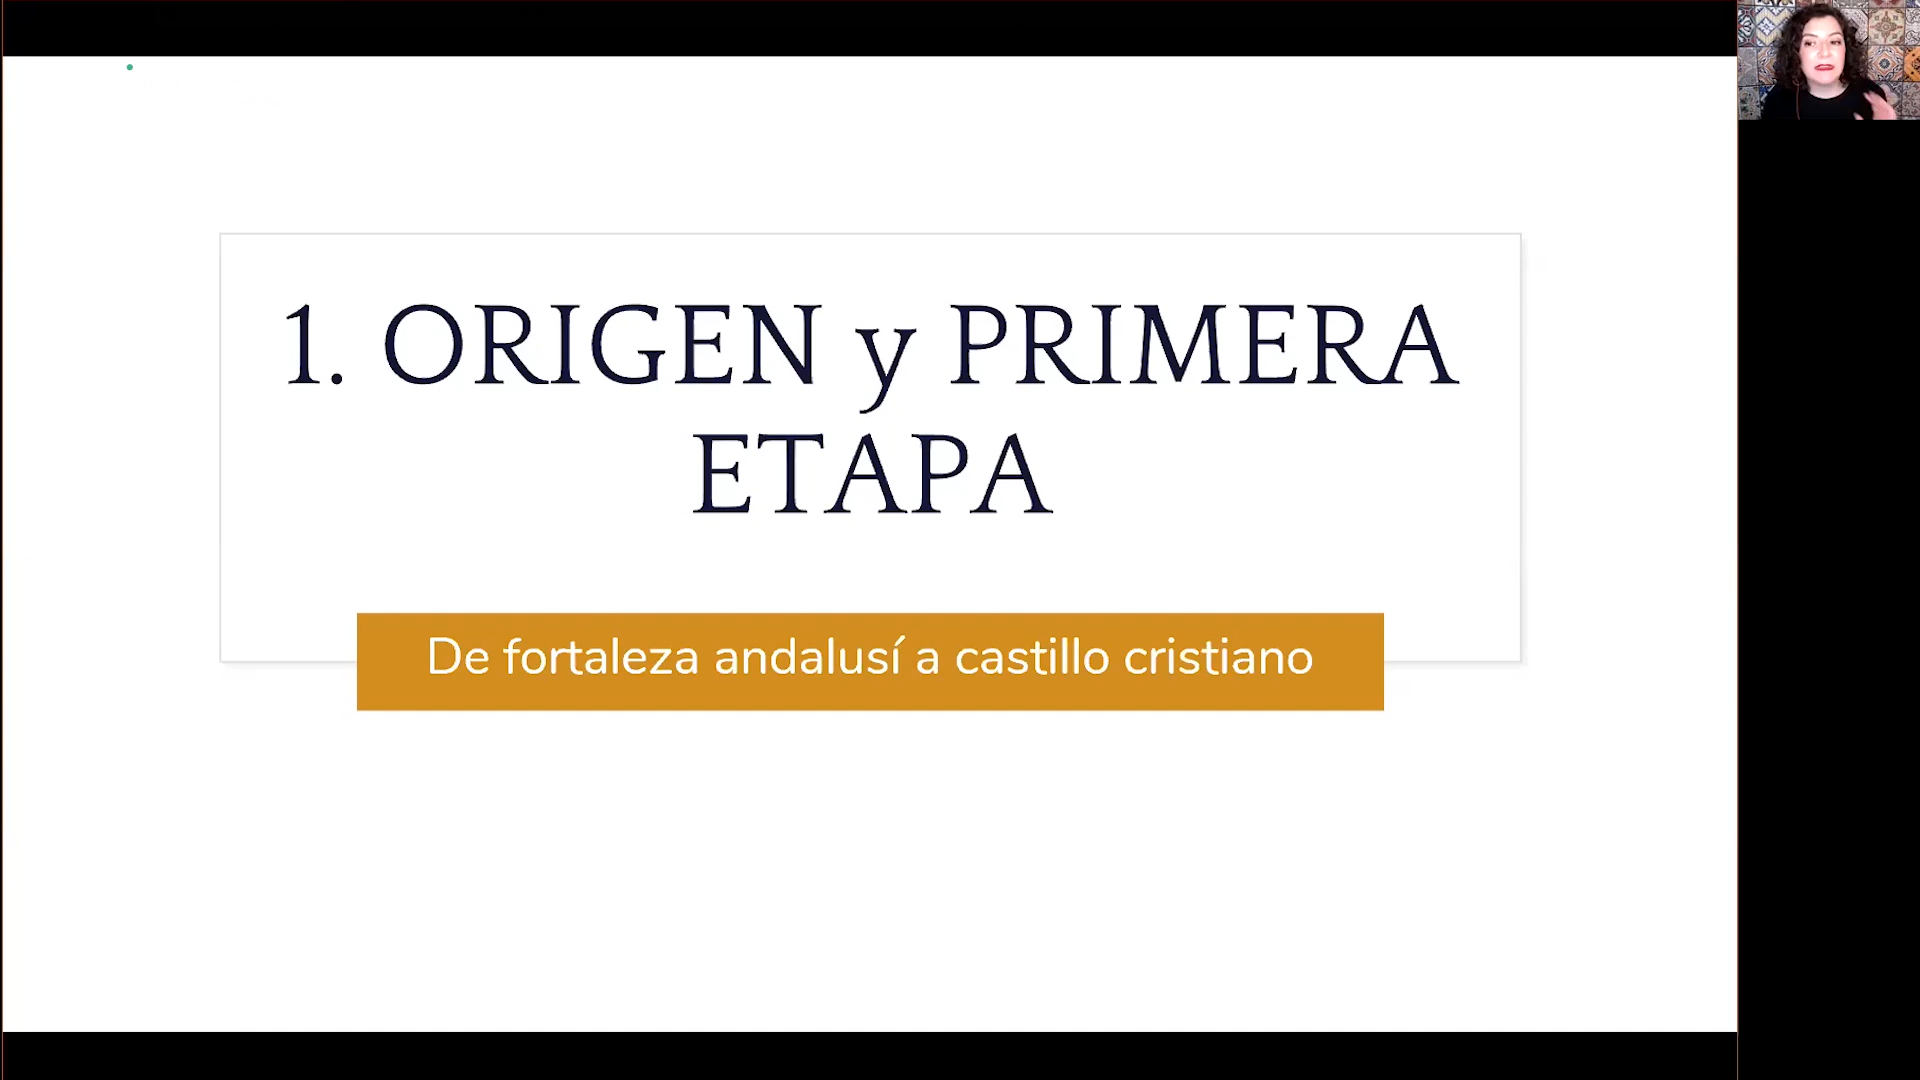 1. ORIGEN y PRIMERA
ETAPA
De fortaleza andalusí a castillo cristiano